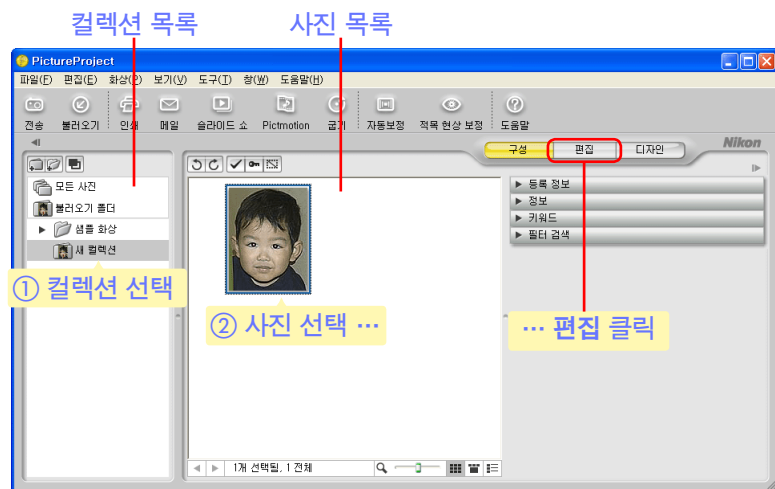 컬렉션 목록
사진 목록
PictureProject
파일(F) 편집(E) 화상(P) 보기(V) 도구(T) 창(W) 도움말(H)
전송 불러오기 인쇄 메일 슬라이드 쇼 Pictmotion 굽기 자동보정 적목 현상 보정 도움말
구성 편집 디자인 Nikon
모든 사진
불러오기 폴더
샘플 화상
새 컬렉션
① 컬렉션 선택
② 사진 선택 …
등록 정보
정보
키워드
필터 검색
… 편집 클릭
1개 선택됨, 1 전체